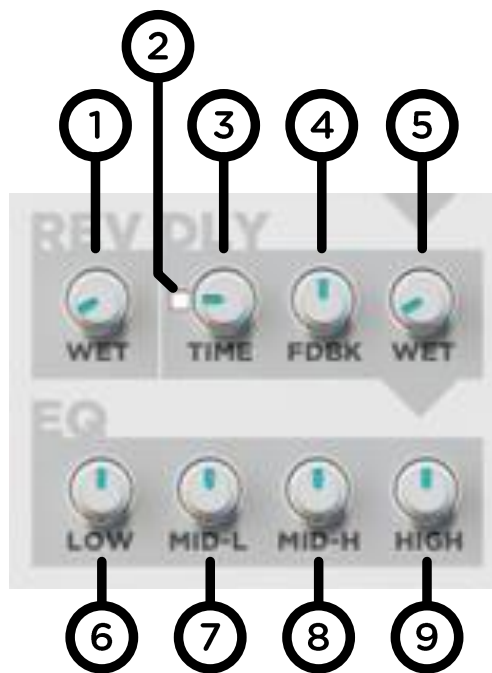 2
1 3 4 5
REV DLY
WET TIME FDBK WET
EQ
LOW MID-L MID-H HIGH
6 7 8 9